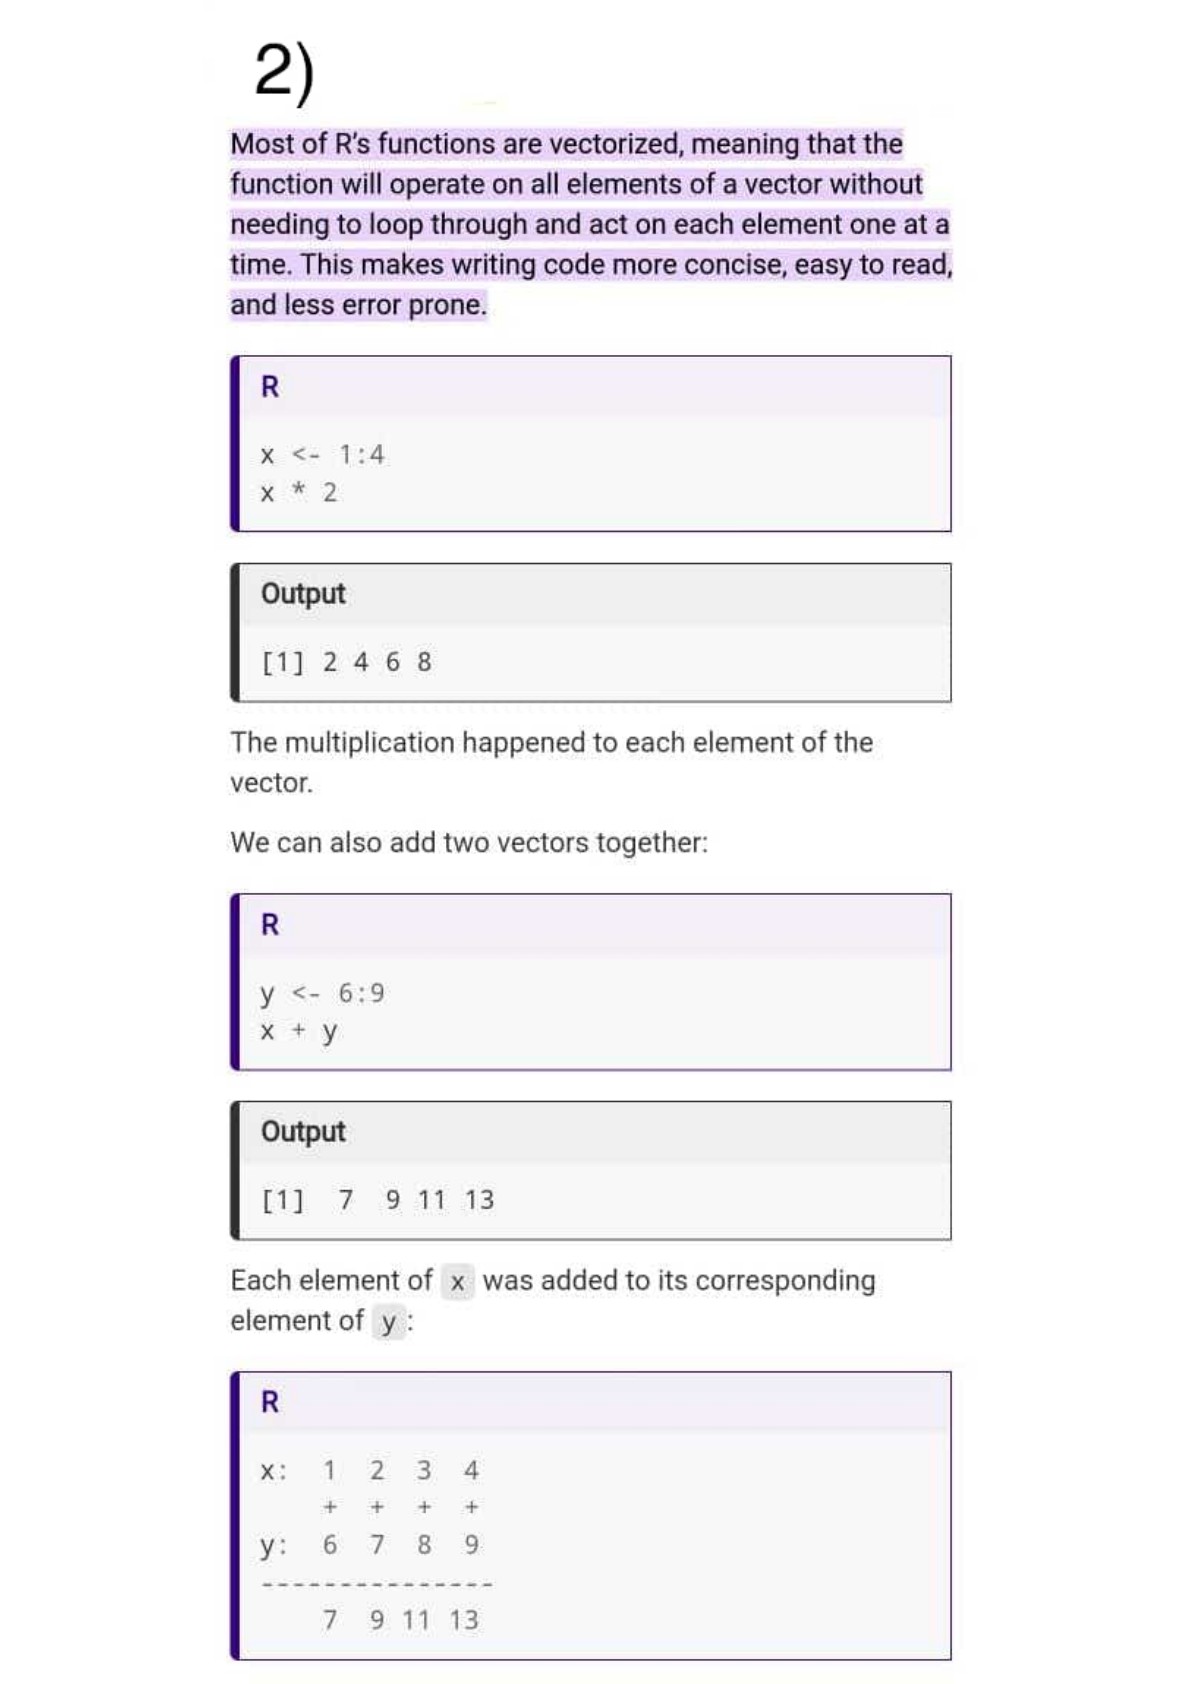 2)
Most of R's functions are vectorized, meaning that the
function will operate on all elements of a vector without
needing to loop through and act on each element one at a
time. This makes writing code more concise, easy to read,
and less error prone.
R
x <- 1:4
x * 2
Output
[1] 2 4 6 8
The multiplication happened to each element of the
vector.
We can also add two vectors together:
R
y <- 6:9
x + y
Output
[1]  7  9 11 13
Each element of x was added to its corresponding
element of y :
R
x:  1  2  3  4
    +  +  +  +
y:  6  7  8  9
---------------
    7  9 11 13